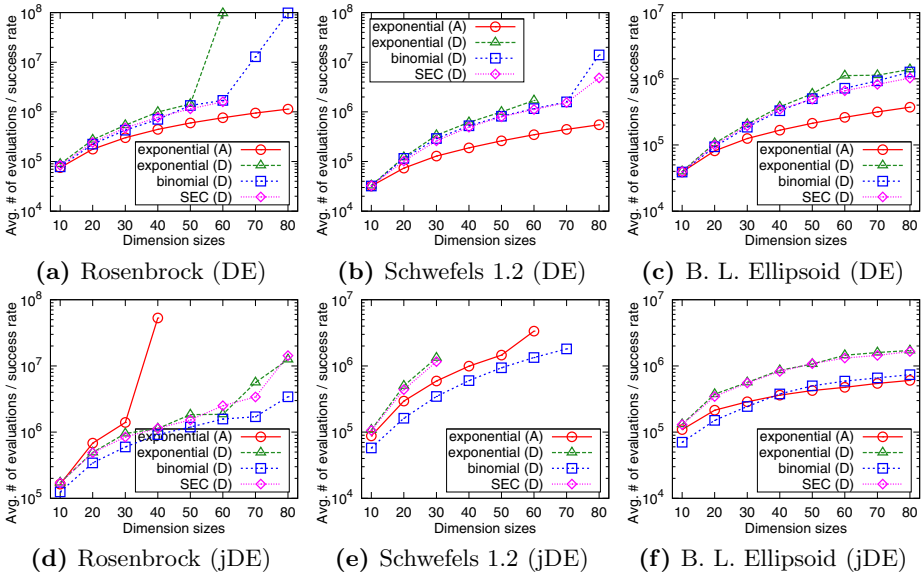 Avg. # of evaluations / success rate
10^8
10^7
10^6
10^5
10^4
exponential (A)
exponential (D)
binomial (D)
SEC (D)
10 20 30 40 50 60 70 80
Dimension sizes
(a) Rosenbrock (DE)
Avg. # of evaluations / success rate
10^8
10^7
10^6
10^5
10^4
exponential (A)
exponential (D)
binomial (D)
SEC (D)
10 20 30 40 50 60 70 80
Dimension sizes
(b) Schwefels 1.2 (DE)
Avg. # of evaluations / success rate
10^7
10^6
10^5
10^4
exponential (A)
exponential (D)
binomial (D)
SEC (D)
10 20 30 40 50 60 70 80
Dimension sizes
(c) B. L. Ellipsoid (DE)
Avg. # of evaluations / success rate
10^8
10^7
10^6
10^5
exponential (A)
exponential (D)
binomial (D)
SEC (D)
10 20 30 40 50 60 70 80
Dimension sizes
(d) Rosenbrock (jDE)
Avg. # of evaluations / success rate
10^7
10^6
10^5
10^4
exponential (A)
exponential (D)
binomial (D)
SEC (D)
10 20 30 40 50 60 70 80
Dimension sizes
(e) Schwefels 1.2 (jDE)
Avg. # of evaluations / success rate
10^7
10^6
10^5
10^4
exponential (A)
exponential (D)
binomial (D)
SEC (D)
10 20 30 40 50 60 70 80
Dimension sizes
(f) B. L. Ellipsoid (jDE)